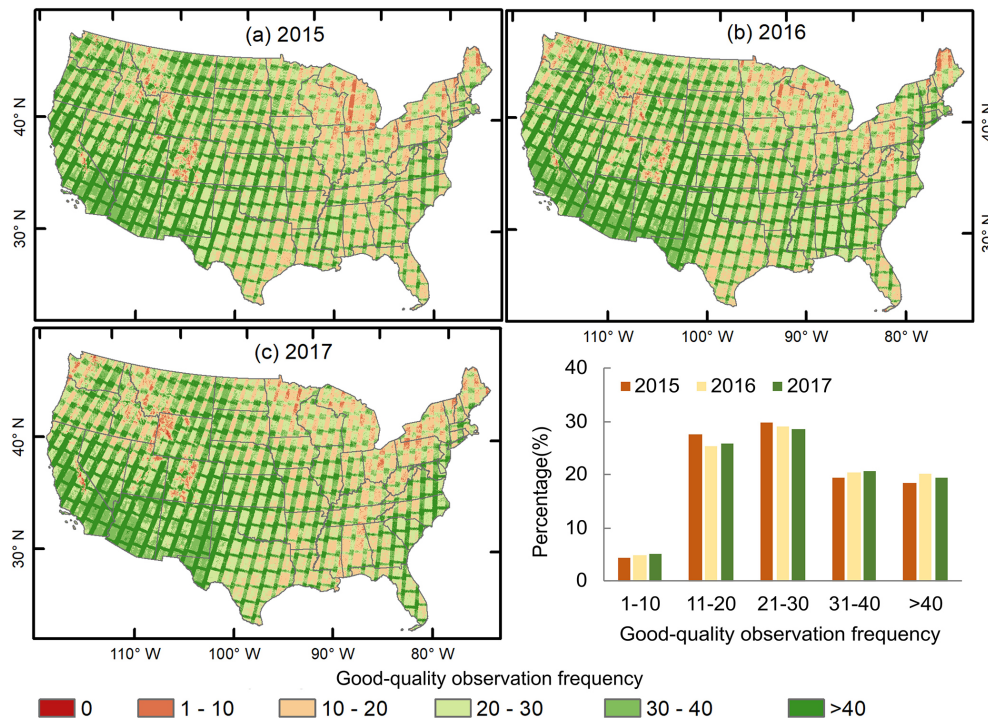 (a) 2015
(b) 2016
40° N
30° N
40° N
30° N
110° W 100° W 90° W 80° W
(c) 2017
40° N
30° N
110° W 100° W 90° W 80° W
40
30
20
10
0
Percentage(%)
2015 2016 2017
1-10 11-20 21-30 31-40 >40
Good-quality observation frequency
Good-quality observation frequency
0 1 - 10 10 - 20 20 - 30 30 - 40 >40